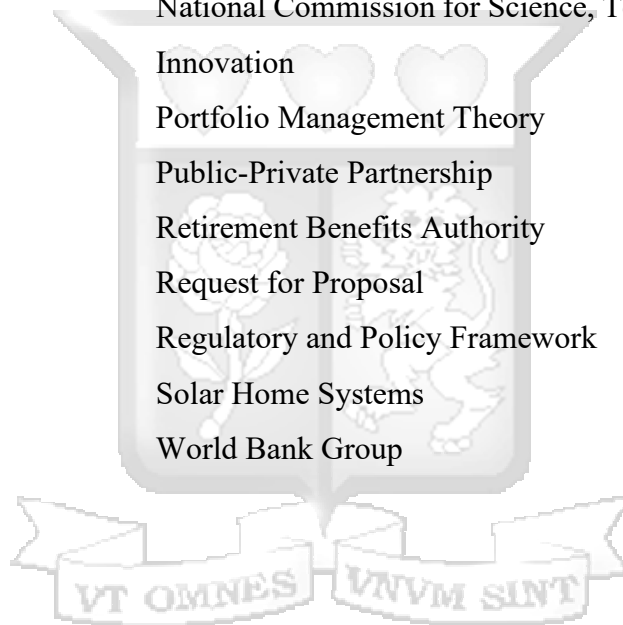 National Commission for Science, T
Innovation
Portfolio Management Theory
Public-Private Partnership
Retirement Benefits Authority
Request for Proposal
Regulatory and Policy Framework
Solar Home Systems
World Bank Group
VT OMNES VNVM SINT